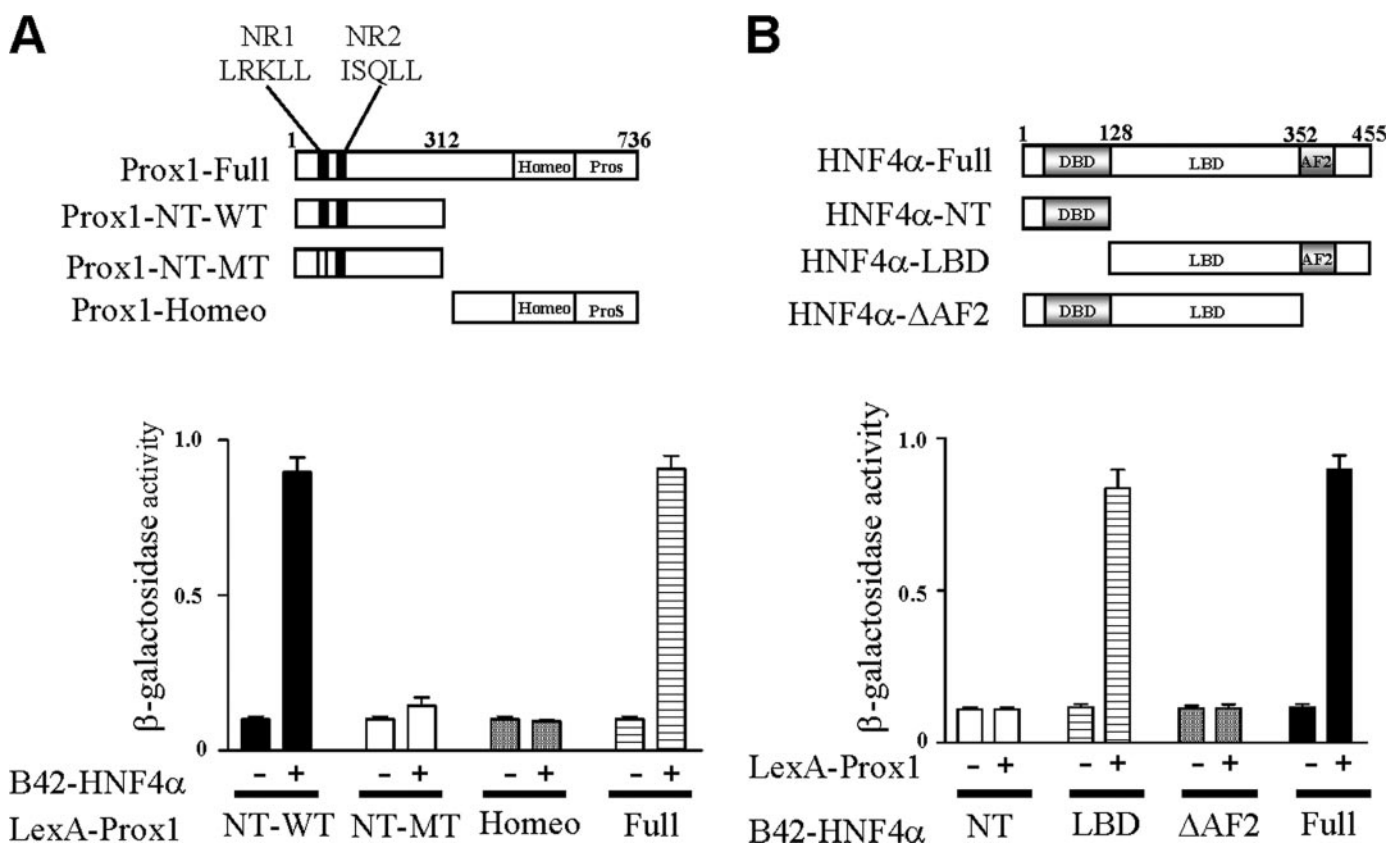 A
NR1 NR2
LRKLL ISQLL
1 312 736
Prox1-Full Homeo Pros
Prox1-NT-WT
Prox1-NT-MT
Prox1-Homeo Homeo ProS
β-galactosidase activity
1.0
0.5
0
B42-HNF4α - + - + - + - +
LexA-Prox1 NT-WT NT-MT Homeo Full
B
1 128 352 455
HNF4α-Full DBD LBD AF2
HNF4α-NT DBD
HNF4α-LBD LBD AF2
HNF4α-ΔAF2 DBD LBD
β-galactosidase activity
1.0
0.5
0
LexA-Prox1 - + - + - + - +
B42-HNF4α NT LBD ΔAF2 Full